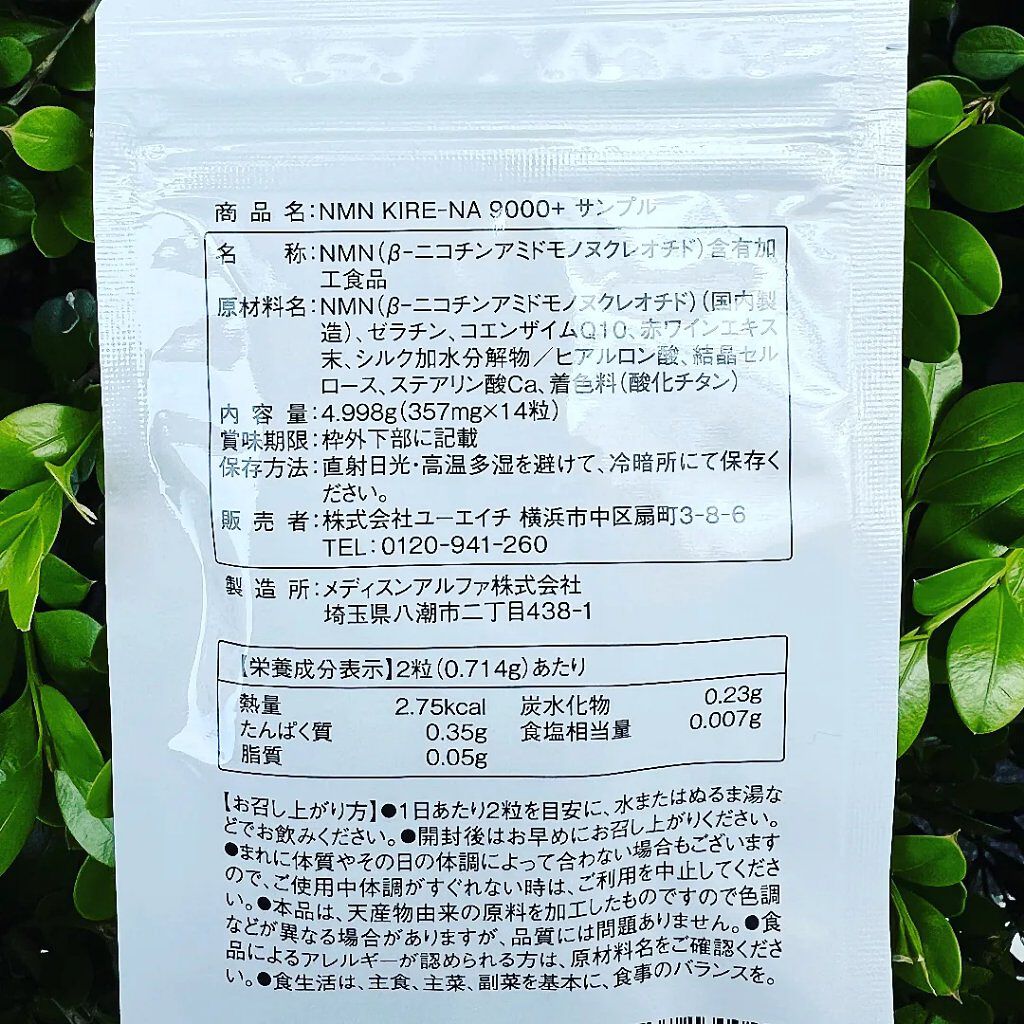 商品名:NMN KIRE-NA 9000+ サンプル
名 称:NMN(β-ニコチンアミドモノヌクレオチド)含有加
工食品
原材料名:NMN(β-ニコチンアミドモノヌクレオチド)(国内製
造)、ゼラチン、コエンザイムQ10、赤ワインエキス
末、シルク加水分解物/ヒアルロン酸、結晶セル
ロース、ステアリン酸Ca、着色料(酸化チタン)
内容量:4.998g(357mg×14粒)
賞味期限:枠外下部に記載
保存方法:直射日光・高温多湿を避けて、冷暗所にて保存く
ださい。
販売者:株式会社ユーエイチ 横浜市中区扇町3-8-6
TEL:0120-941-260
製造所:メディスンアルファ株式会社
埼玉県八潮市二丁目438-1
【栄養成分表示】2粒(0.714g)あたり
熱量 2.75kcal 炭水化物 0.23g
たんぱく質 0.35g 食塩相当量 0.007g
脂質 0.05g
【お召し上がり方】●1日あたり2粒を目安に、水またはぬるま湯な
どでお飲みください。●開封後はお早めにお召し上がりください。
●まれに体質やその日の体調によって合わない場合もございます
ので、ご使用中体調がすぐれない時は、ご利用を中止してくださ
い。●本品は、天産物由来の原料を加工したものですので色調
などが異なる場合がありますが、品質には問題ありません。●食
品によるアレルギーが認められる方は、原材料名をご確認くださ
い。●食生活は、主食、主菜、副菜を基本に、食事のバランスを。